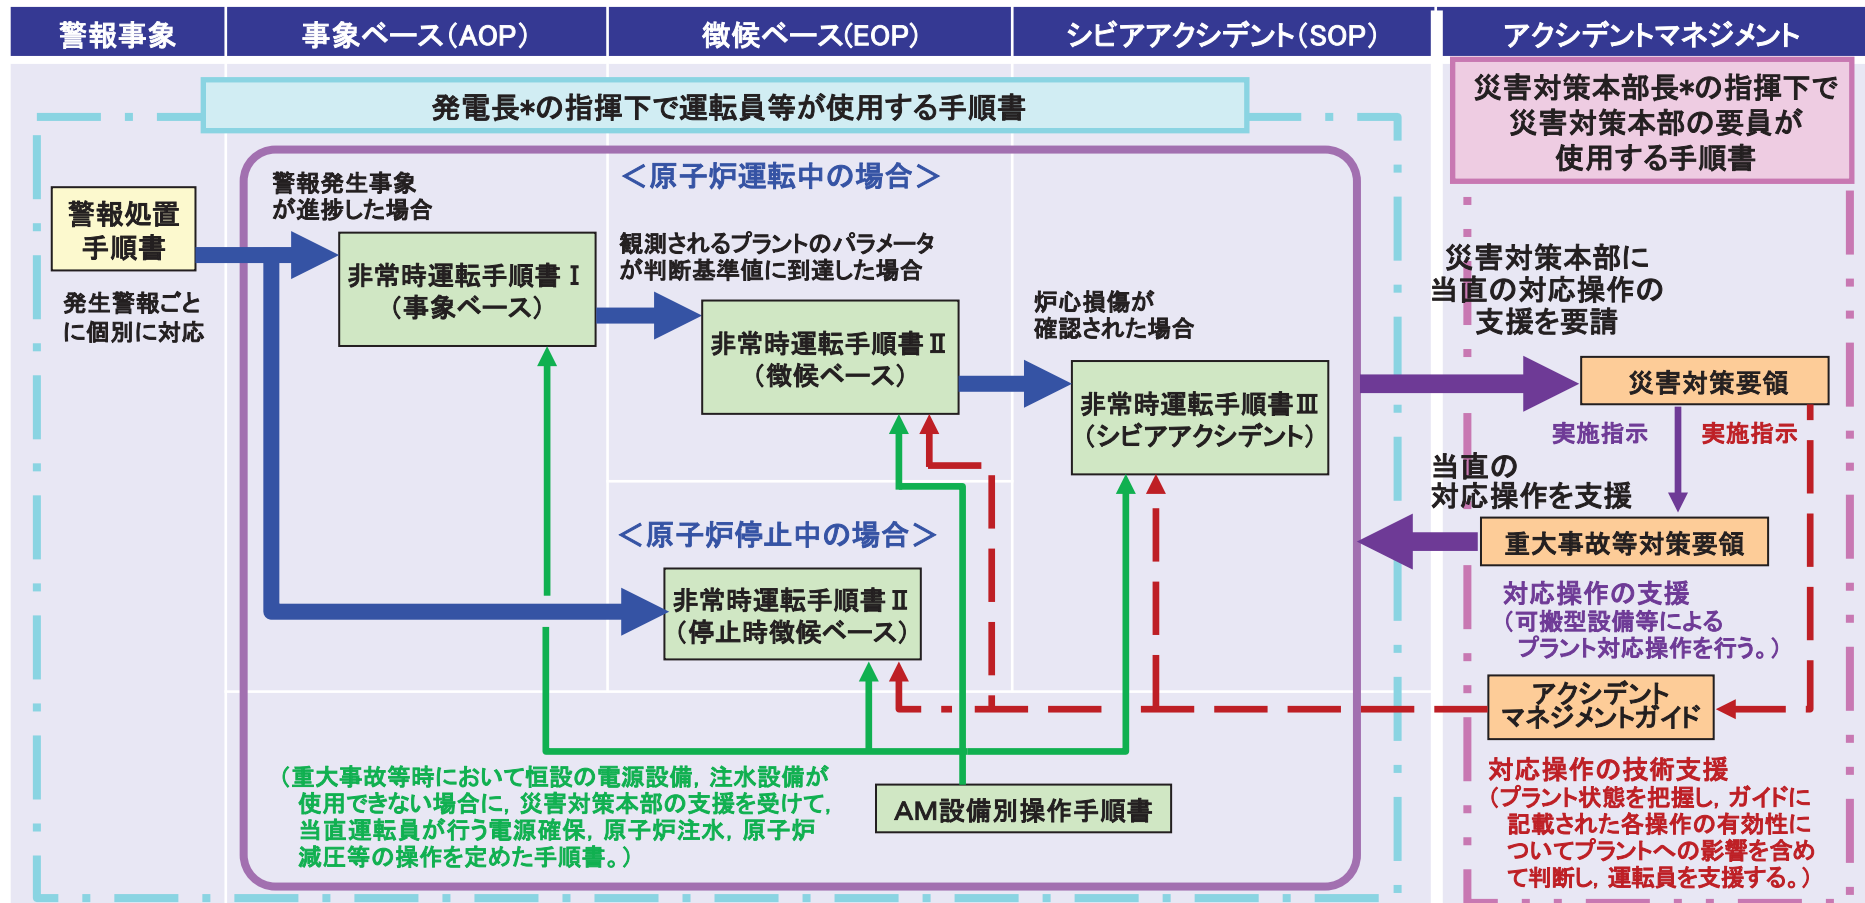 警報事象
事象ベース（AOP）
徴候ベース(EOP)
シビアアクシデント（SOP）
アクシデントマネジメント
発電長*の指揮下で運転員等が使用する手順書
災害対策本部長*の指揮下で
災害対策本部の要員が
使用する手順書
＜原子炉運転中の場合＞
警報処置
手順書
発生警報ごと
に個別に対応
警報発生事象
が進捗した場合
非常時運転手順書Ⅰ
（事象ベース）
観測されるプラントのパラメータ
が判断基準値に到達した場合
非常時運転手順書Ⅱ
（徴候ベース）
炉心損傷が
確認された場合
非常時運転手順書Ⅲ
（シビアアクシデント）
災害対策本部に
当直の対応操作の
支援を要請
災害対策要領
実施指示
実施指示
当直の
対応操作を支援
重大事故等対策要領
対応操作の支援
（可搬型設備等による
プラント対応操作を行う。）
＜原子炉停止中の場合＞
非常時運転手順書Ⅱ
（停止時徴候ベース）
アクシデント
マネジメントガイド
対応操作の技術支援
（プラント状態を把握し，ガイドに
記載された各操作の有効性に
ついてプラントへの影響を含め
て判断し，運転員を支援する。）
（重大事故等時において恒設の電源設備，注水設備が
使用できない場合に，災害対策本部の支援を受けて，
当直運転員が行う電源確保，原子炉注水，原子炉
減圧等の操作を定めた手順書。）
AM設備別操作手順書